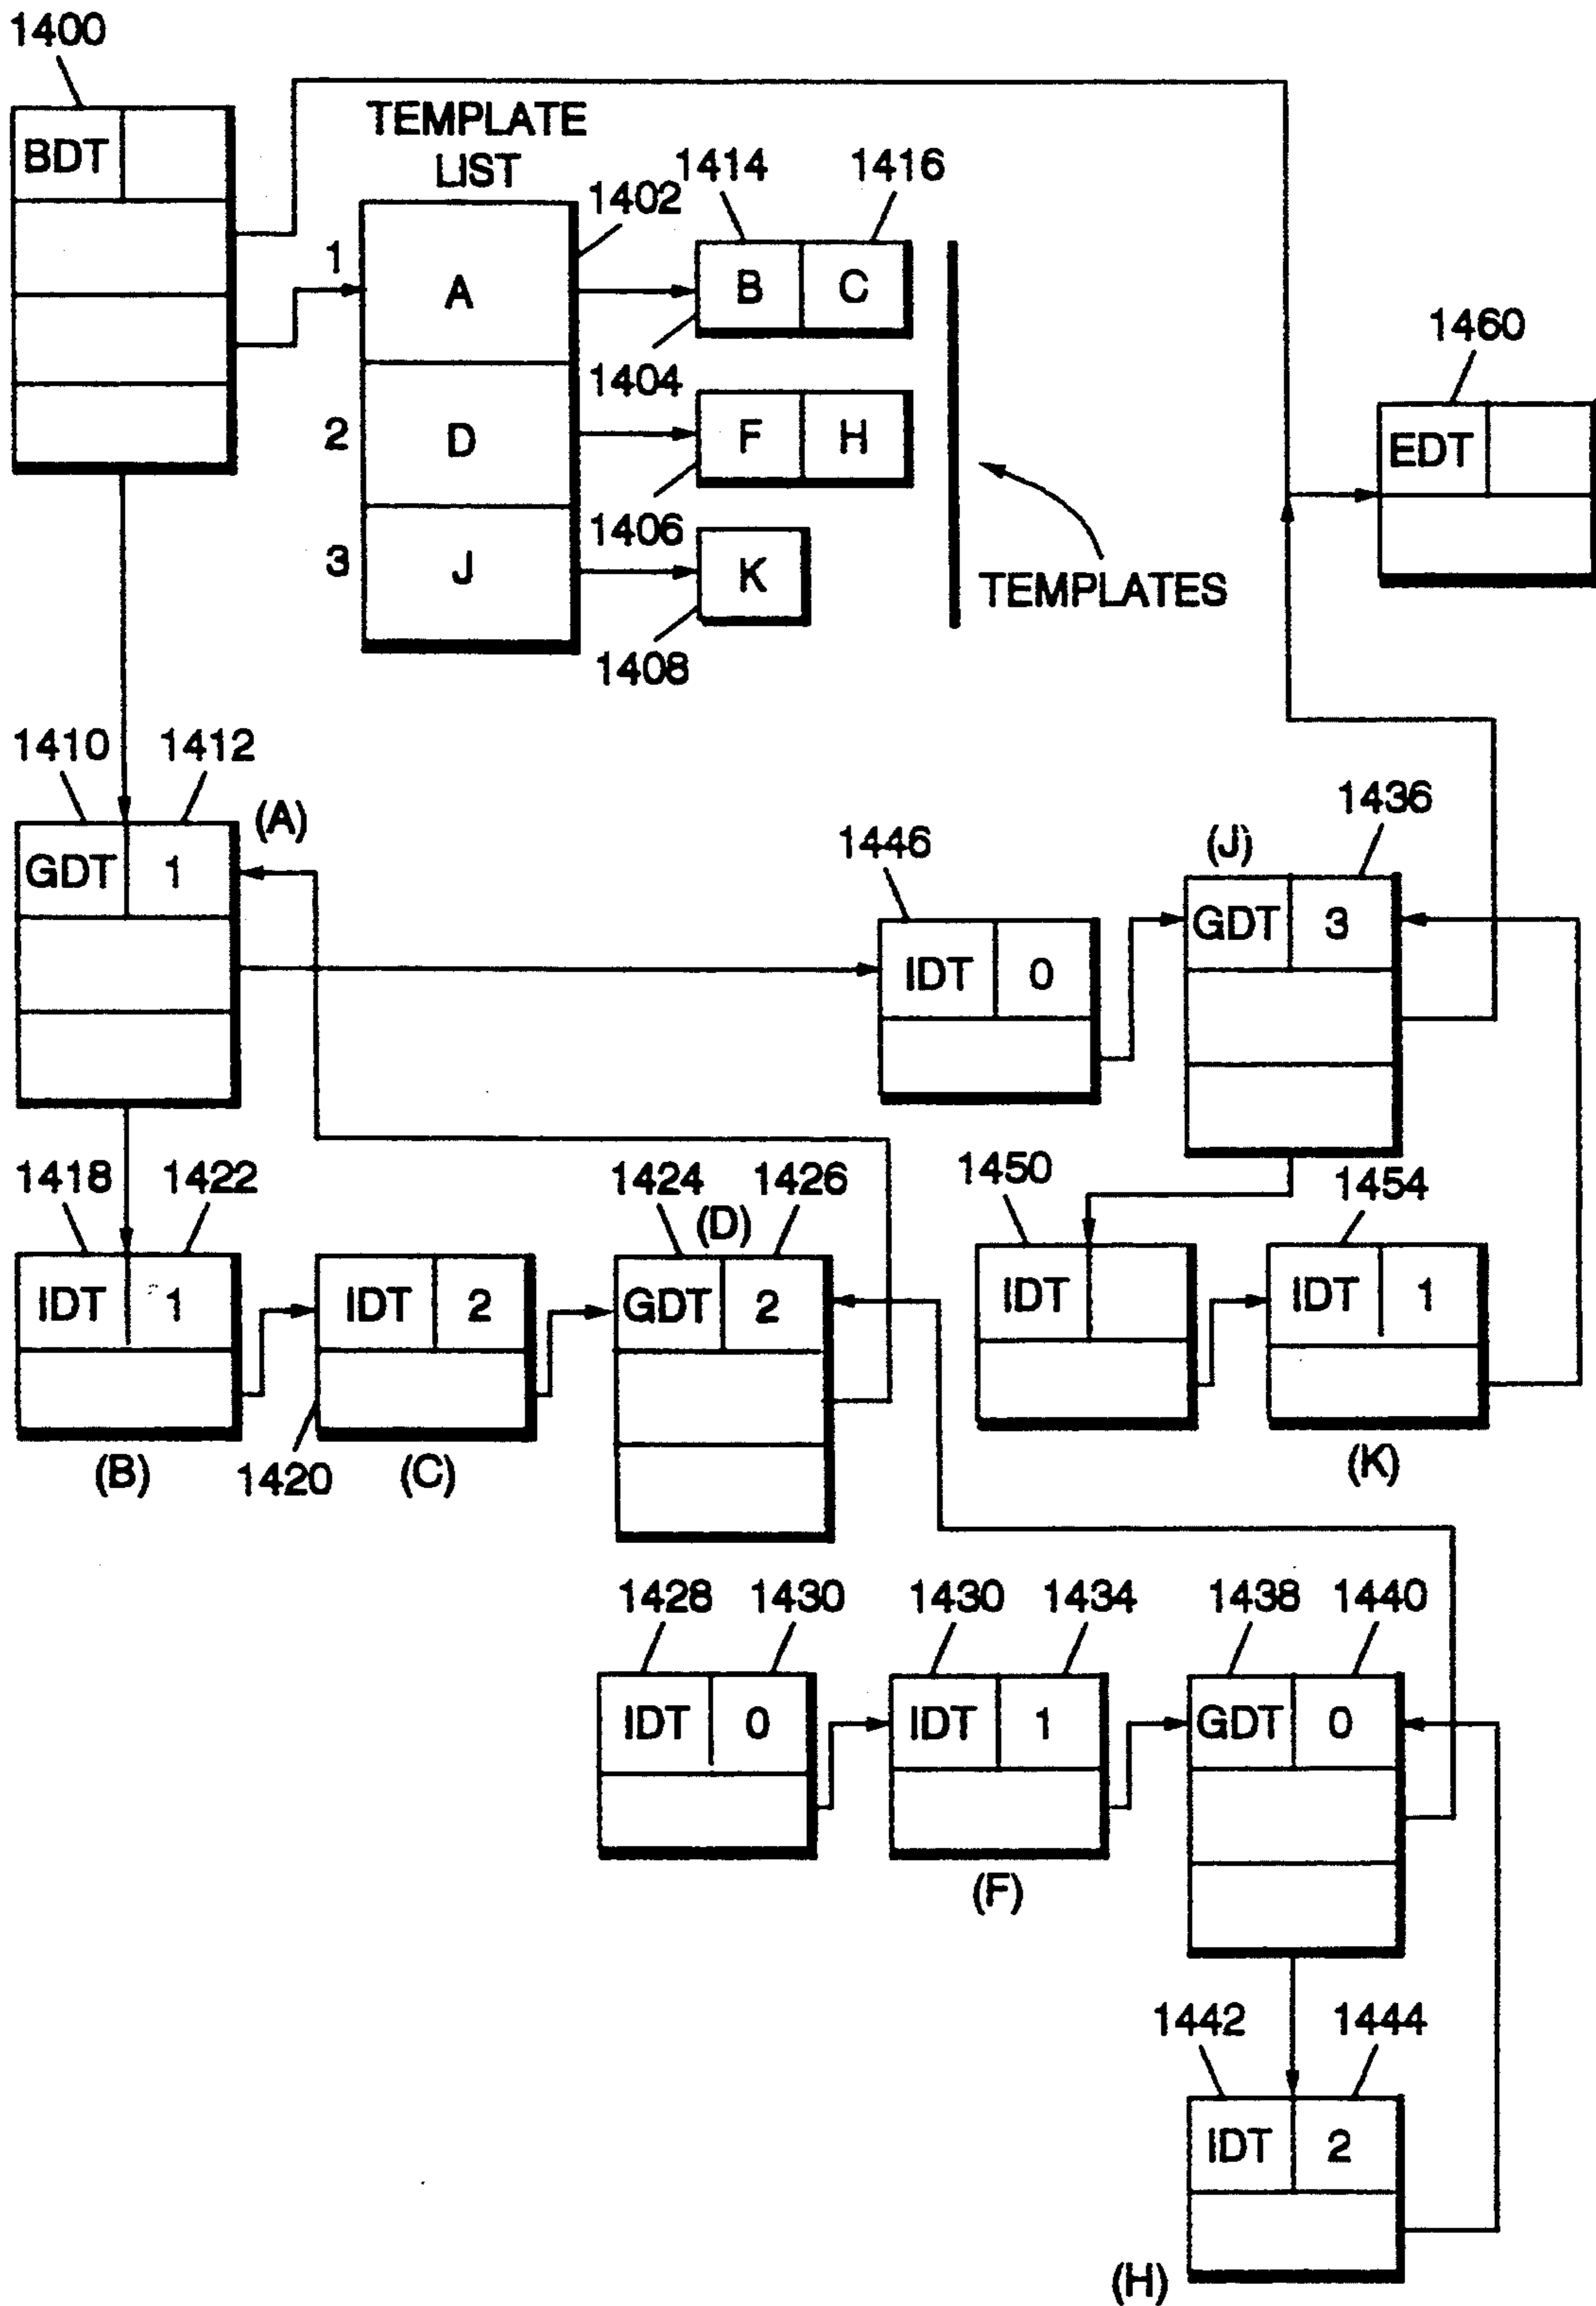 1400
BDT
TEMPLATE
LIST
1402
1414
1416
1
A
B
C
1404
1460
2
D
F
H
EDT
1406
3
J
K
TEMPLATES
1408
1410
1412
(A)
GDT
1
1446
(J)
1436
IDT
0
GDT
3
1418
1422
1424
(D)
1426
1450
1454
IDT
1
IDT
2
GDT
2
IDT
IDT
1
(B)
1420
(C)
(K)
1428
1430
1430
1434
1438
1440
IDT
0
IDT
1
GDT
0
(F)
1442
1444
IDT
2
(H)